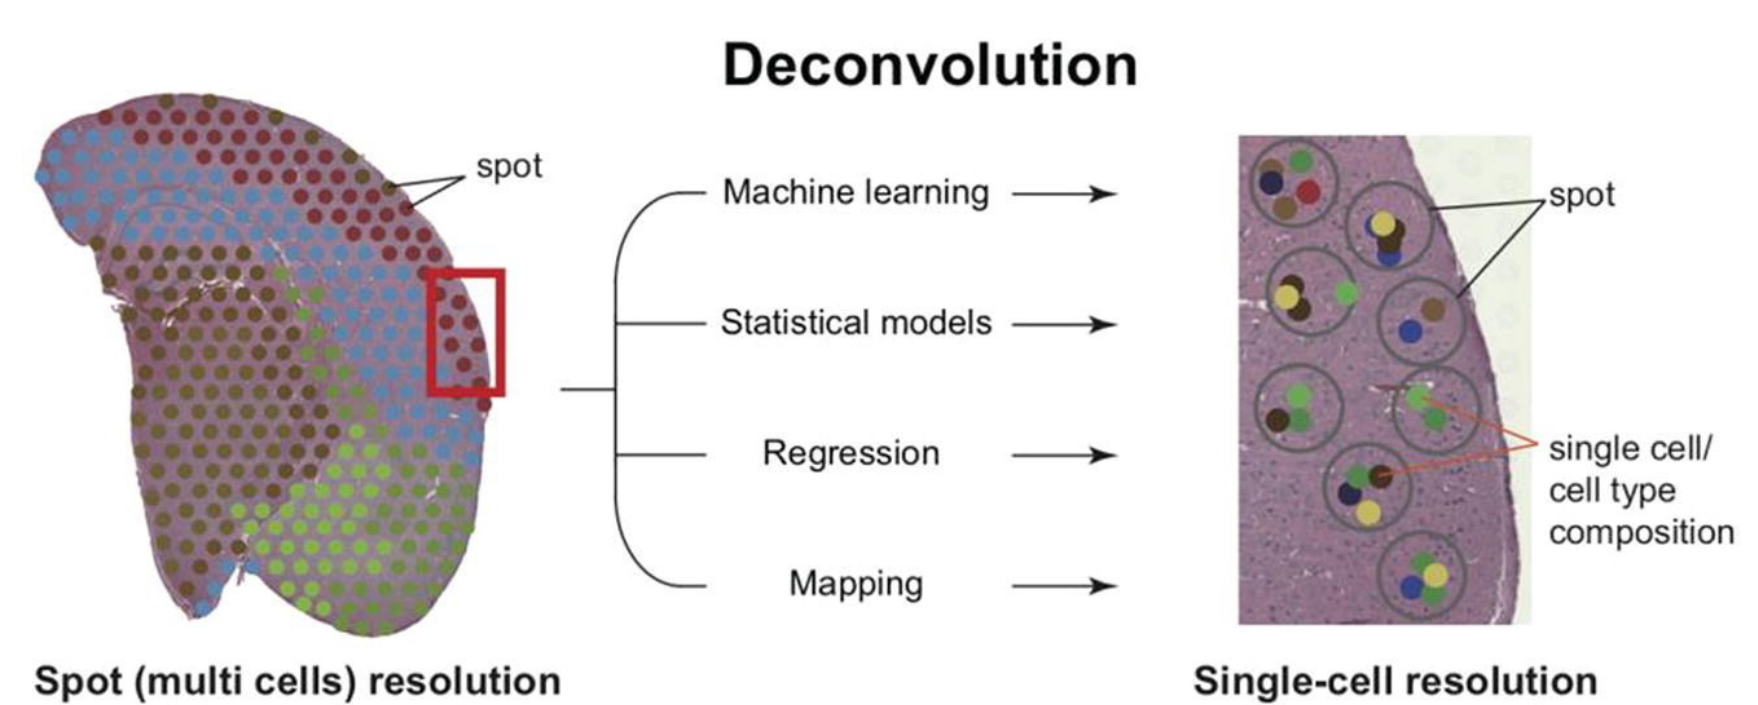 Deconvolution
spot
Machine learning
Statistical models
Regression
Mapping
spot
single cell/
cell type
composition
Spot (multi cells) resolution
Single-cell resolution